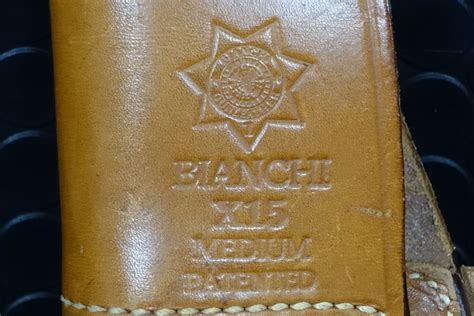 BIANCHI
X15
MEDIUM
PATENTED